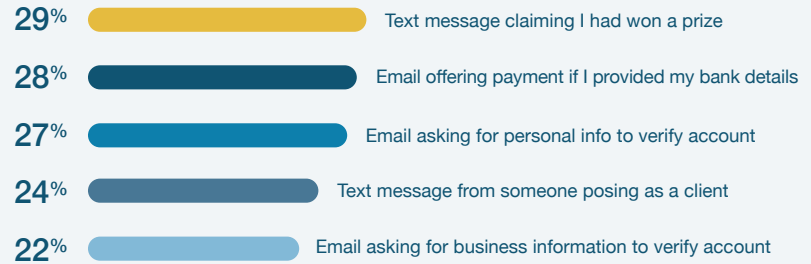 29% Text message claiming I had won a prize
28% Email offering payment if I provided my bank details
27% Email asking for personal info to verify account
24% Text message from someone posing as a client
22% Email asking for business information to verify account